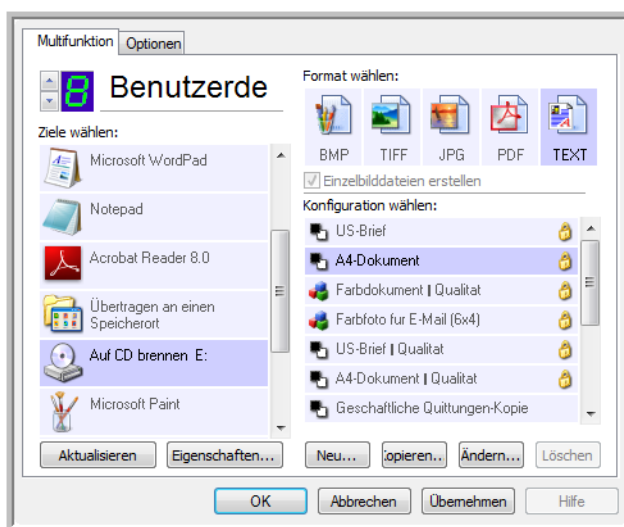 Multifunktion
Optionen
8
Benutzerde
Ziele wählen:
Microsoft WordPad
Notepad
Acrobat Reader 8.0
Übertragen an einen
Speicherort
Auf CD brennen E:
Microsoft Paint
Aktualisieren
Eigenschaften...
Format wählen:
BMP
TIFF
JPG
PDF
TEXT
Einzelbilddateien erstellen
Konfiguration wählen:
US-Brief
A4-Dokument
Farbdokument | Qualitat
Farbfoto fur E-Mail (6x4)
US-Brief | Qualitat
A4-Dokument | Qualitat
Geschaftliche Quittungen-Kopie
Neu...
opieren..
Ändern...
Löschen
OK
Abbrechen
Übernehmen
Hilfe